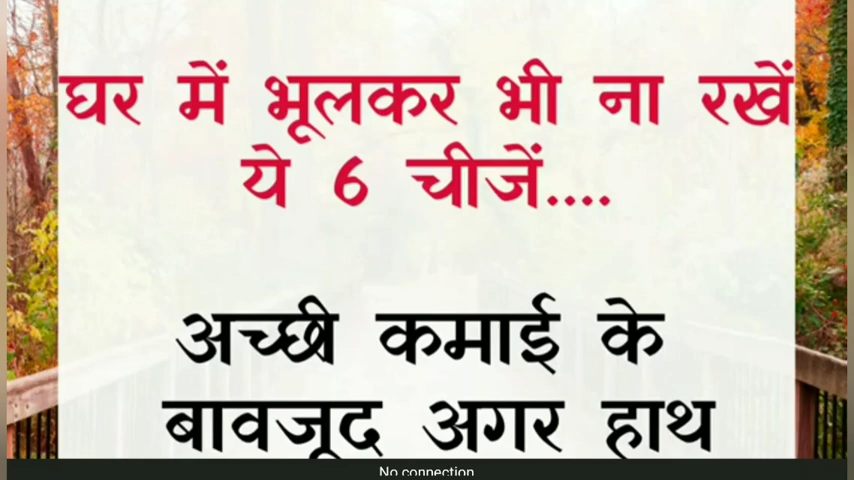 घर में भूलकर भी ना रखें
ये 6 चीजें....
अच्छी कमाई के
बावजूद अगर हाथ
No connection